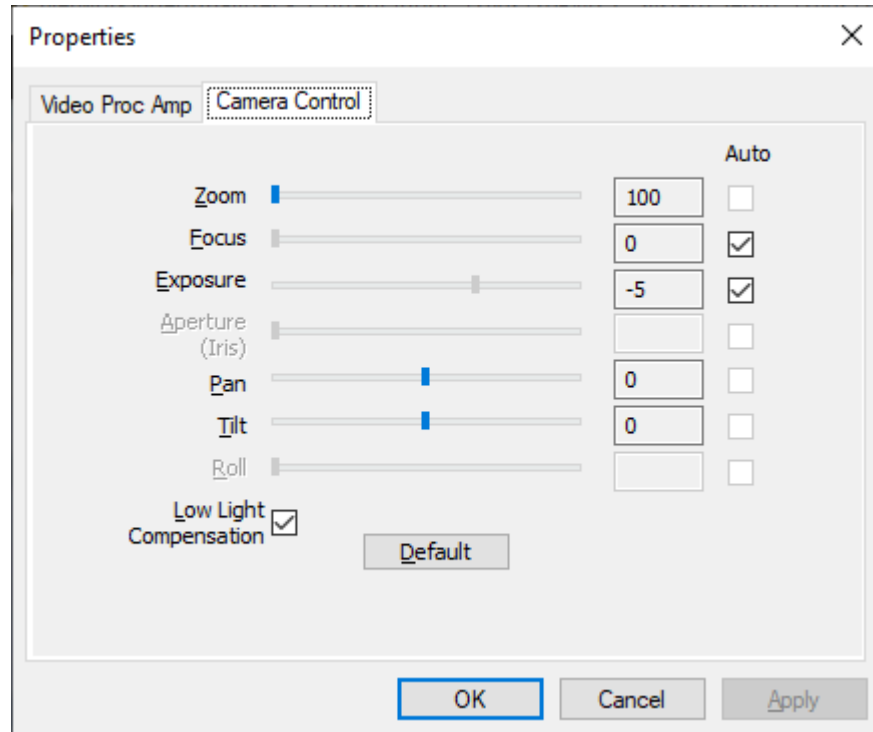 Properties
Video Proc Amp
Camera Control
Auto
Zoom 100
Focus 0
Exposure -5
Aperture
(Iris)
Pan 0
Tilt 0
Roll
Low Light
Compensation
Default
OK Cancel Apply